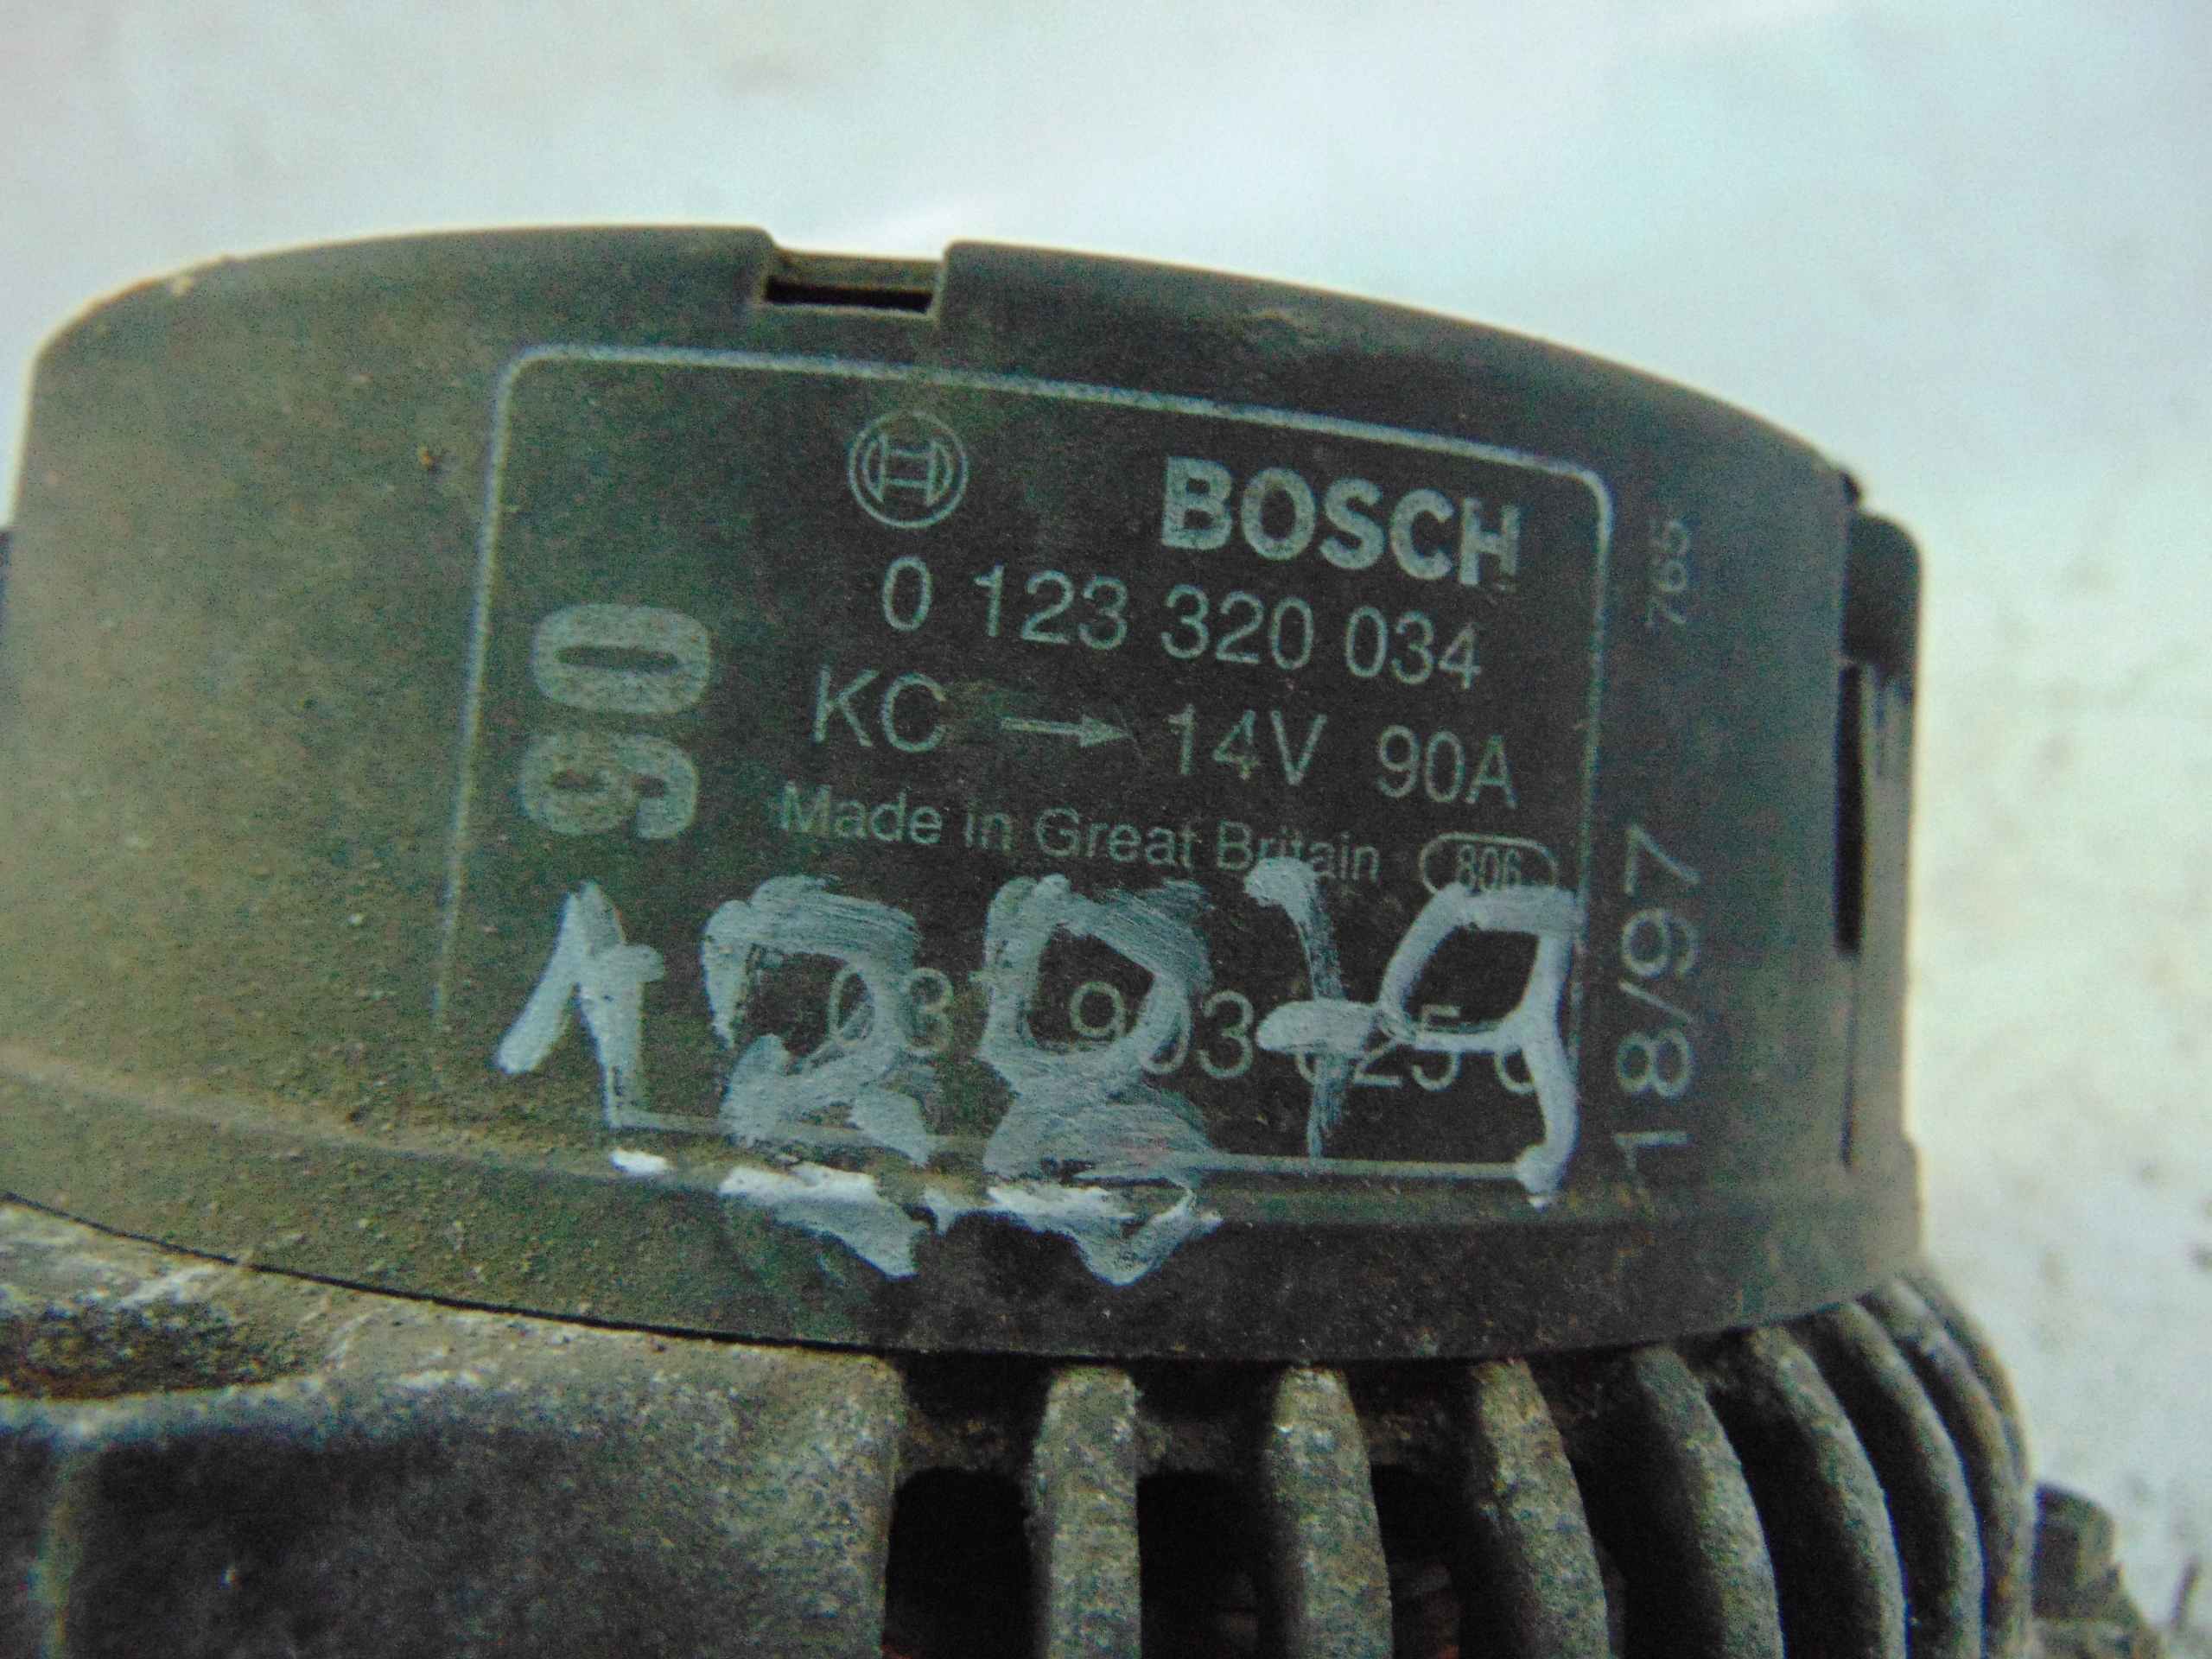 BOSCH
0 123 320 034
KC → 14V 90A
Made in Great Britain
806
90
765
18/97